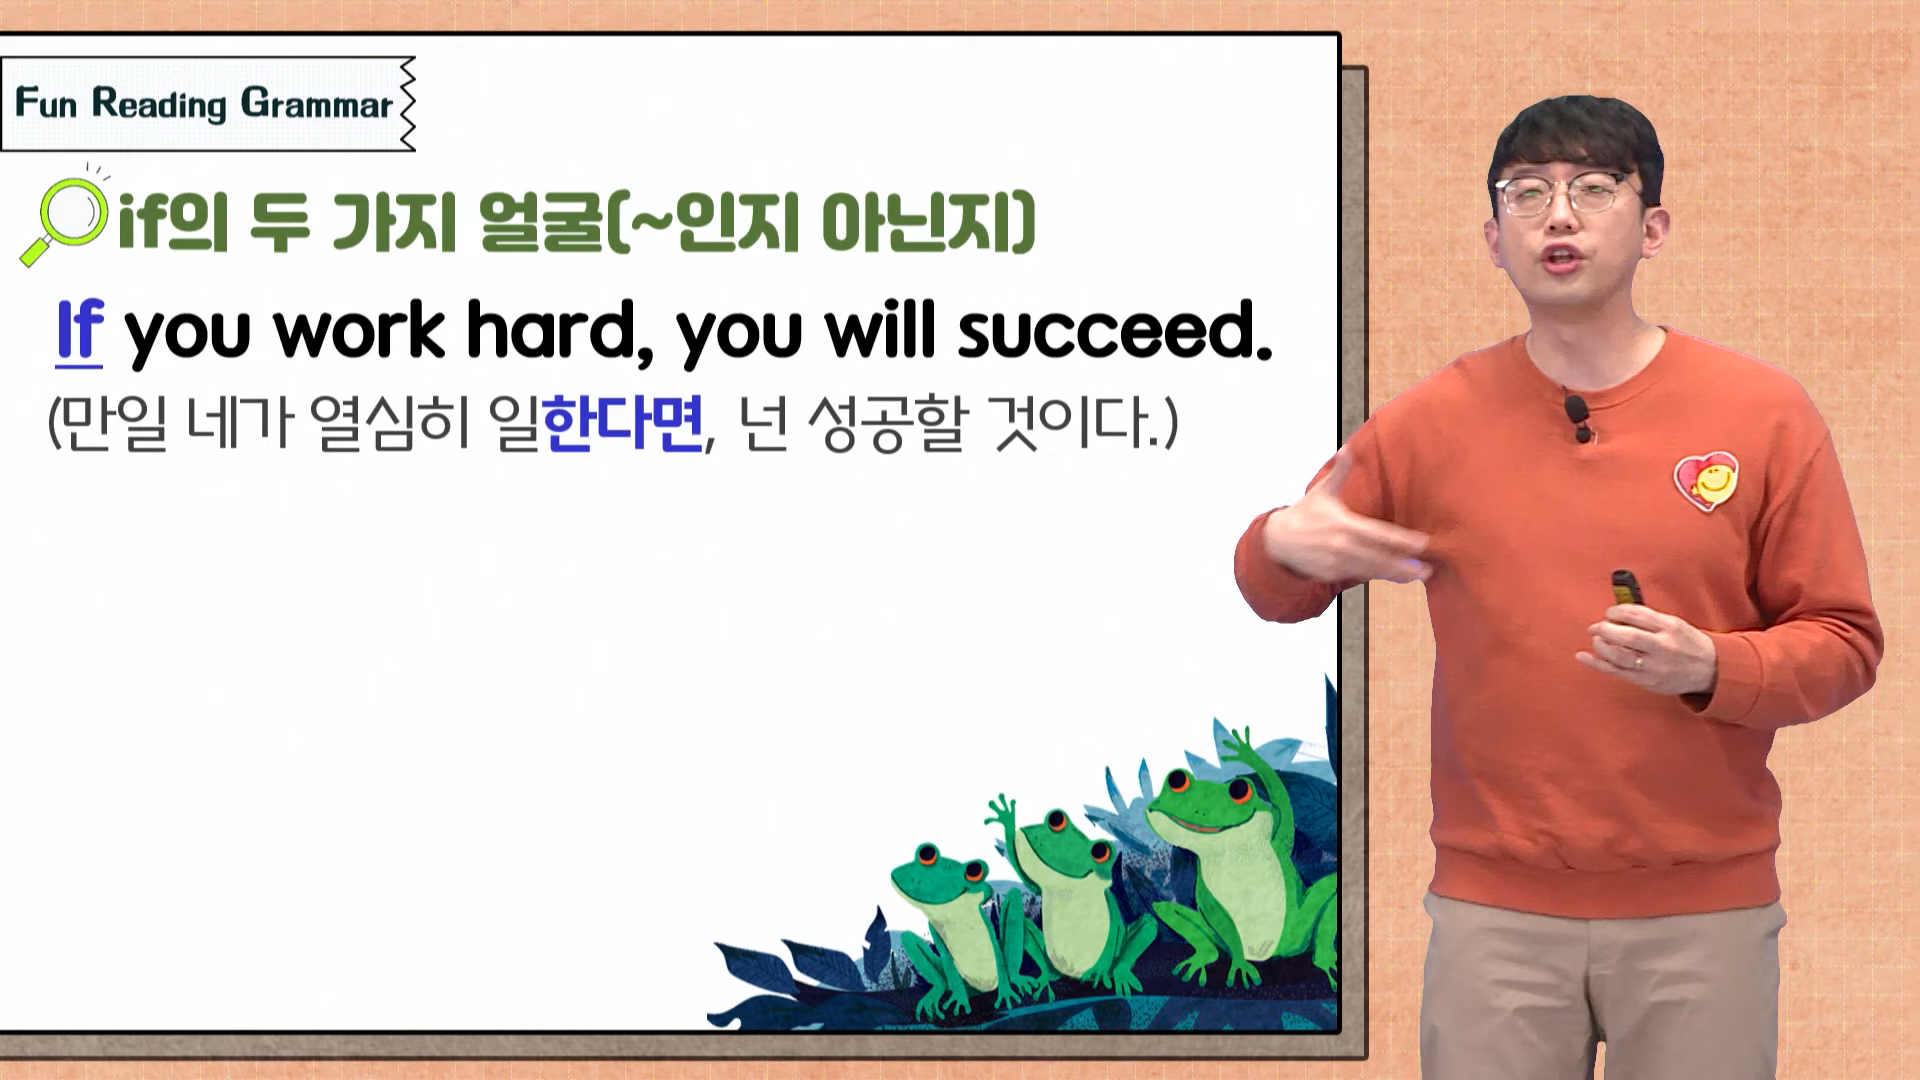 Fun Reading Grammar
if의 두 가지 얼굴(~인지 아닌지)
If you work hard, you will succeed.
(만일 네가 열심히 일한다면, 넌 성공할 것이다.)